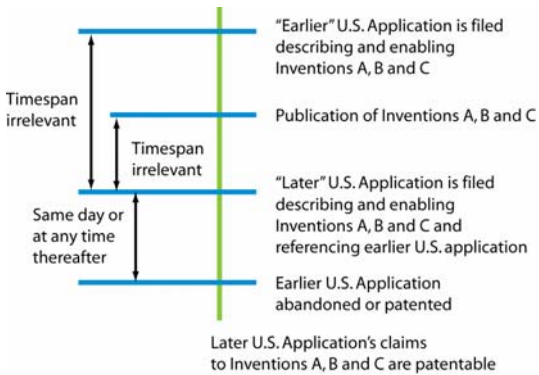 "Earlier" U.S. Application is filed
describing and enabling
Inventions A, B and C
Timespan
irrelevant
Publication of Inventions A, B and C
Timespan
irrelevant
"Later" U.S. Application is filed
describing and enabling
Inventions A, B and C and
referencing earlier U.S. application
Same day or
at any time
thereafter
Earlier U.S. Application
abandoned or patented
Later U.S. Application's claims
to Inventions A, B and C are patentable